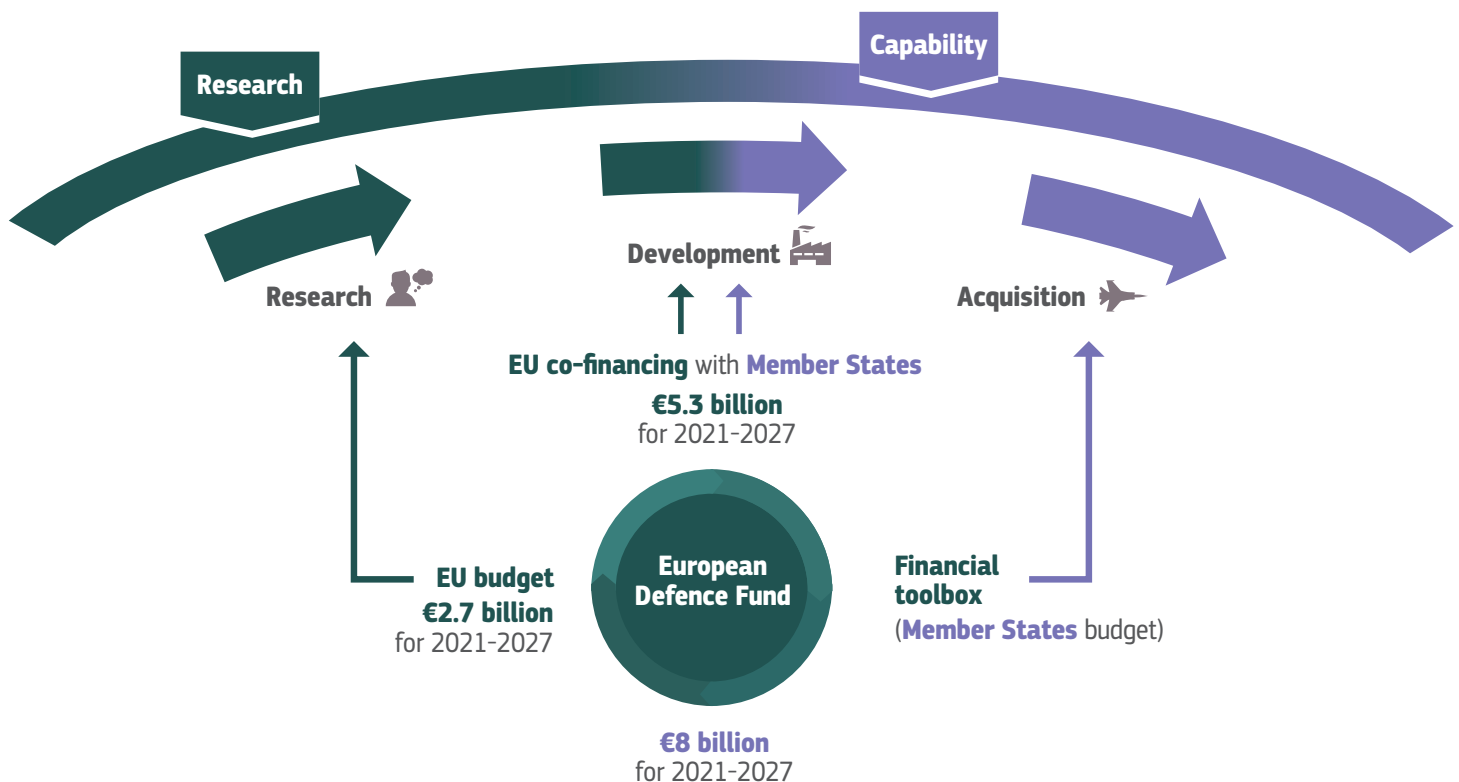 Research
Capability
Research
Development
Acquisition
EU co-financing with Member States
€5.3 billion
for 2021-2027
EU budget
€2.7 billion
for 2021-2027
European
Defence Fund
Financial
toolbox
(Member States budget)
€8 billion
for 2021-2027